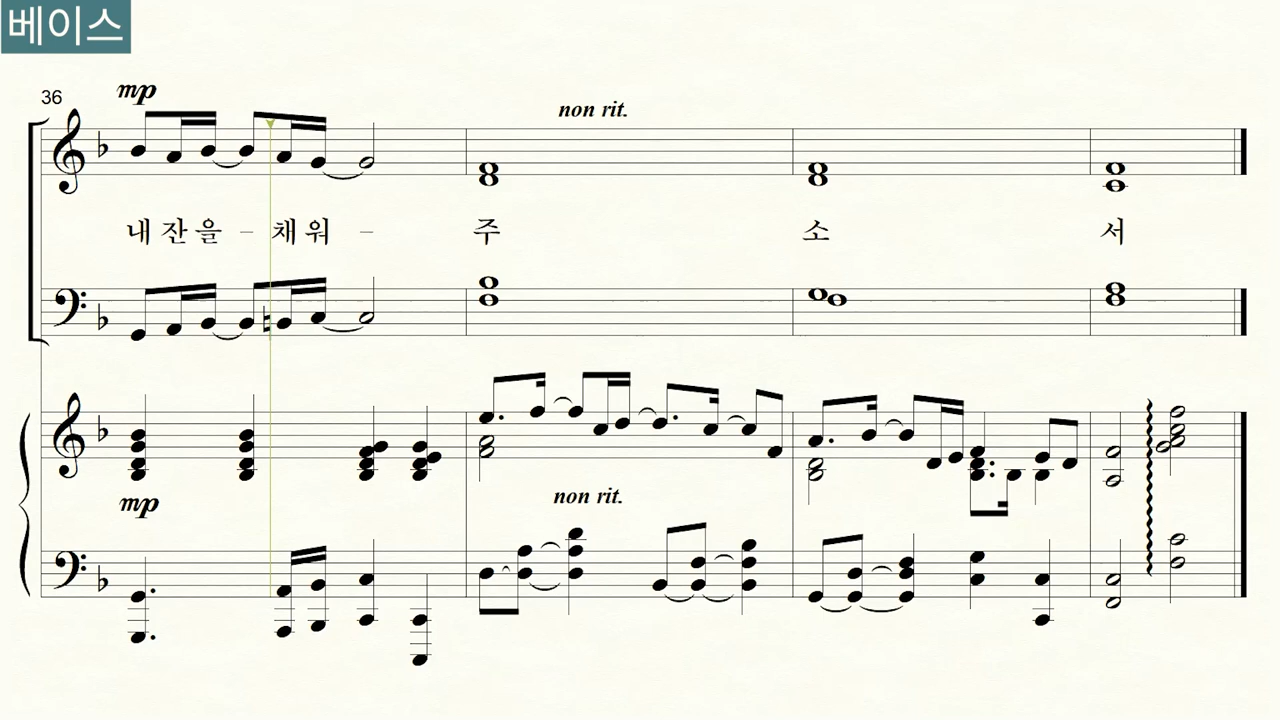 베이스
36
mp
non rit.
내 잔 을 - 채 워 - 주 소 서
mp
non rit.